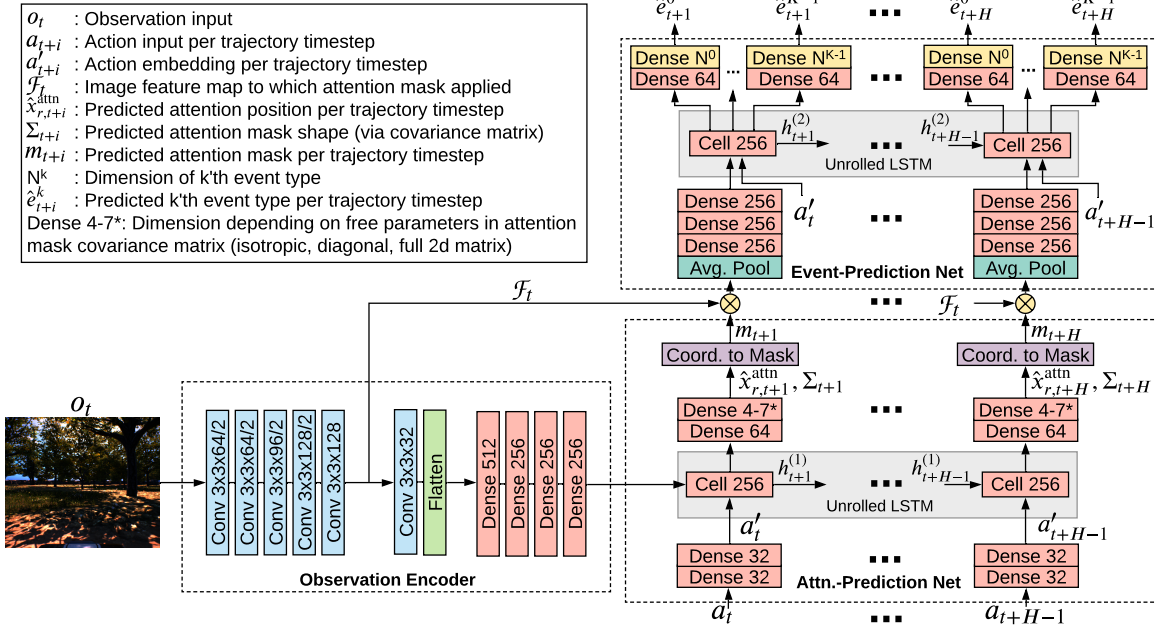 o_t : Observation input
a_{t+i} : Action input per trajectory timestep
a'_{t+i} : Action embedding per trajectory timestep
ℱ_t : Image feature map to which attention mask applied
x̂^{attn}_{r,t+i} : Predicted attention position per trajectory timestep
Σ_{t+i} : Predicted attention mask shape (via covariance matrix)
m_{t+i} : Predicted attention mask per trajectory timestep
N^k : Dimension of k'th event type
ê^k_{t+i} : Predicted k'th event type per trajectory timestep
Dense 4-7*: Dimension depending on free parameters in attention
mask covariance matrix (isotropic, diagonal, full 2d matrix)
ê^0_{t+1} ê^{K-1}_{t+1} ... ê^0_{t+H} ê^{K-1}_{t+H}
Dense N^0 ... Dense N^{K-1} ... Dense N^0 ... Dense N^{K-1}
Dense 64 Dense 64 Dense 64 Dense 64
Cell 256 h^{(2)}_{t+1} ... h^{(2)}_{t+H-1} Cell 256
Unrolled LSTM
a'_t a'_{t+H-1}
Dense 256 Dense 256
Dense 256 ... Dense 256
Dense 256 Dense 256
Avg. Pool Event-Prediction Net Avg. Pool
ℱ_t ⊗ ... ℱ_t ⊗
m_{t+1} m_{t+H}
Coord. to Mask Coord. to Mask
x̂^{attn}_{r,t+1}, Σ_{t+1} x̂^{attn}_{r,t+H}, Σ_{t+H}
Dense 4-7* ... Dense 4-7*
Dense 64 Dense 64
Cell 256 h^{(1)}_{t+1} ... h^{(1)}_{t+H-1} Cell 256
Unrolled LSTM
a'_t a'_{t+H-1}
Dense 32 ... Dense 32
Dense 32 Dense 32
Attn.-Prediction Net
a_t ... a_{t+H-1}
o_t
Conv 3x3x64/2
Conv 3x3x64/2
Conv 3x3x96/2
Conv 3x3x128/2
Conv 3x3x128
Conv 3x3x32
Flatten
Dense 512
Dense 256
Dense 256
Dense 256
Observation Encoder